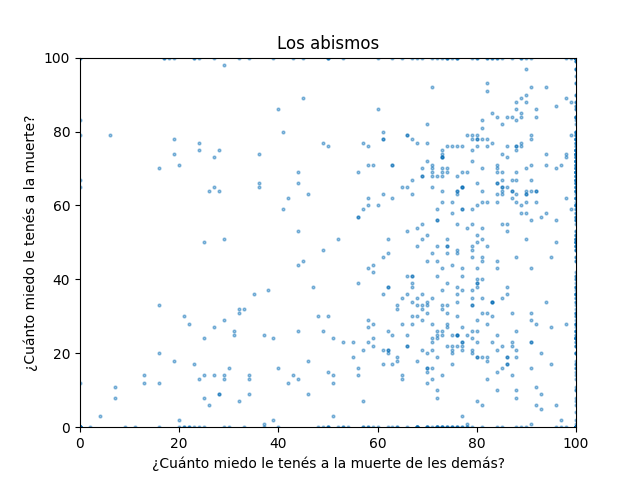 Los abismos
¿Cuánto miedo le tenés a la muerte?
100
80
60
40
20
0
0 20 40 60 80 100
¿Cuánto miedo le tenés a la muerte de les demás?